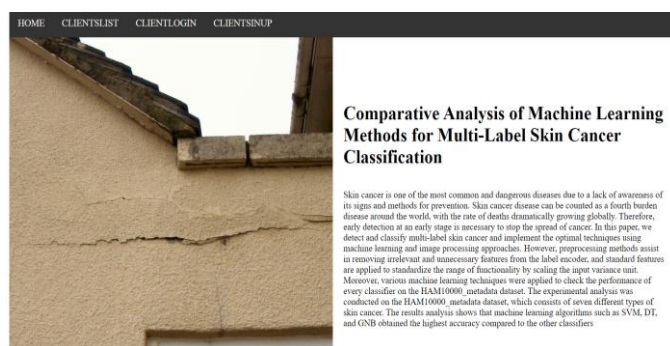 HOME CLIENTSLIST CLIENTLOGIN CLIENTSINUP
Comparative Analysis of Machine Learning
Methods for Multi-Label Skin Cancer
Classification
Skin cancer is one of the most common and dangerous diseases due to a lack of awareness of
its signs and methods for prevention. Skin cancer disease can be counted as a fourth burden
disease around the world, with the rate of deaths dramatically growing globally. Therefore,
early detection at an early stage is necessary to stop the spread of cancer. In this paper, we
detect and classify multi-label skin cancer and implement the optimal techniques using
machine learning and image processing approaches. However, preprocessing methods assist
in removing irrelevant and unnecessary features from the label encoder, and standard features
are applied to standardize the range of functionality by scaling the input variance unit.
Moreover, various machine learning techniques were applied to check the performance of
every classifier on the HAM10000_metadata dataset. The experimental analysis was
conducted on the HAM10000_metadata dataset, which consists of seven different types of
skin cancer. The results analysis shows that machine learning algorithms such as SVM, DT,
and GNB obtained the highest accuracy compared to the other classifiers